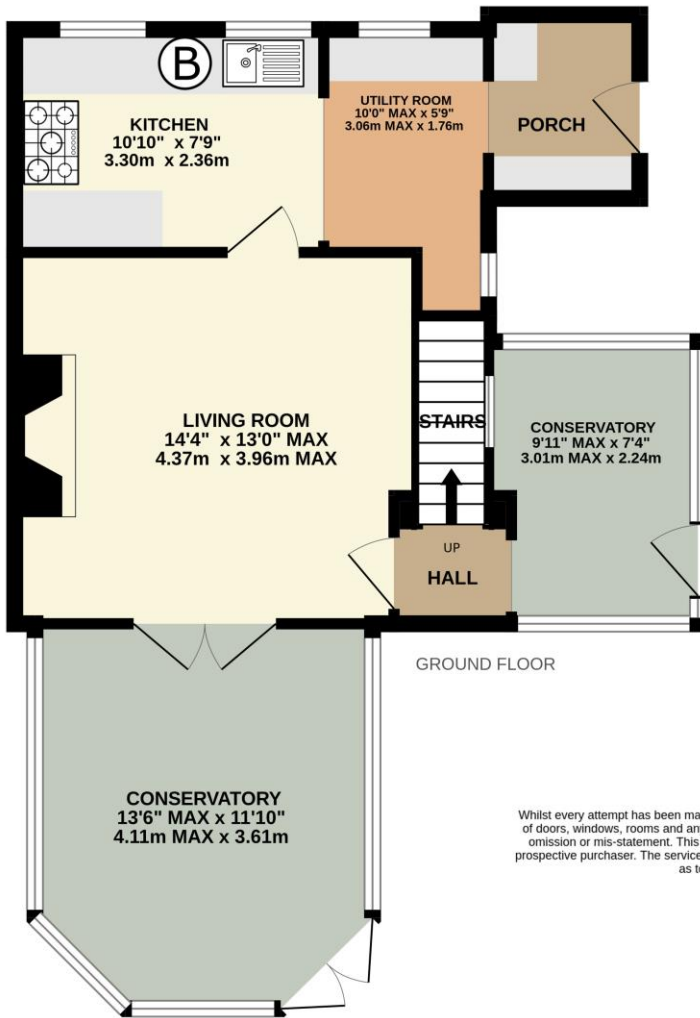 B
KITCHEN
10'10" x 7'9"
3.30m x 2.36m
UTILITY ROOM
10'0" MAX x 5'9"
3.06m MAX x 1.76m
PORCH
LIVING ROOM
14'4" x 13'0" MAX
4.37m x 3.96m MAX
STAIRS
CONSERVATORY
9'11" MAX x 7'4"
3.01m MAX x 2.24m
UP
HALL
GROUND FLOOR
CONSERVATORY
13'6" MAX x 11'10"
4.11m MAX x 3.61m
Whilst every attempt has been ma
of doors, windows, rooms and an
omission or mis-statement. This
prospective purchaser. The service
as to